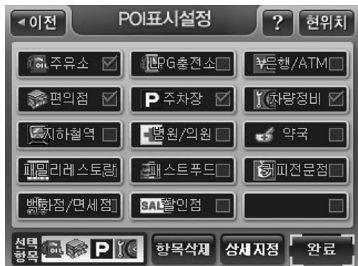 이전 POI표시설정 ? 현위치
주유소 LPG충전소 은행/ATM
편의점 P 주차장 차량정비
지하철역 병원/의원 약국
패밀리레스토랑 패스트푸드 커피전문점
백화점/면세점 SALE 할인점
선택 항목 P 항목삭제 상세지정 완료